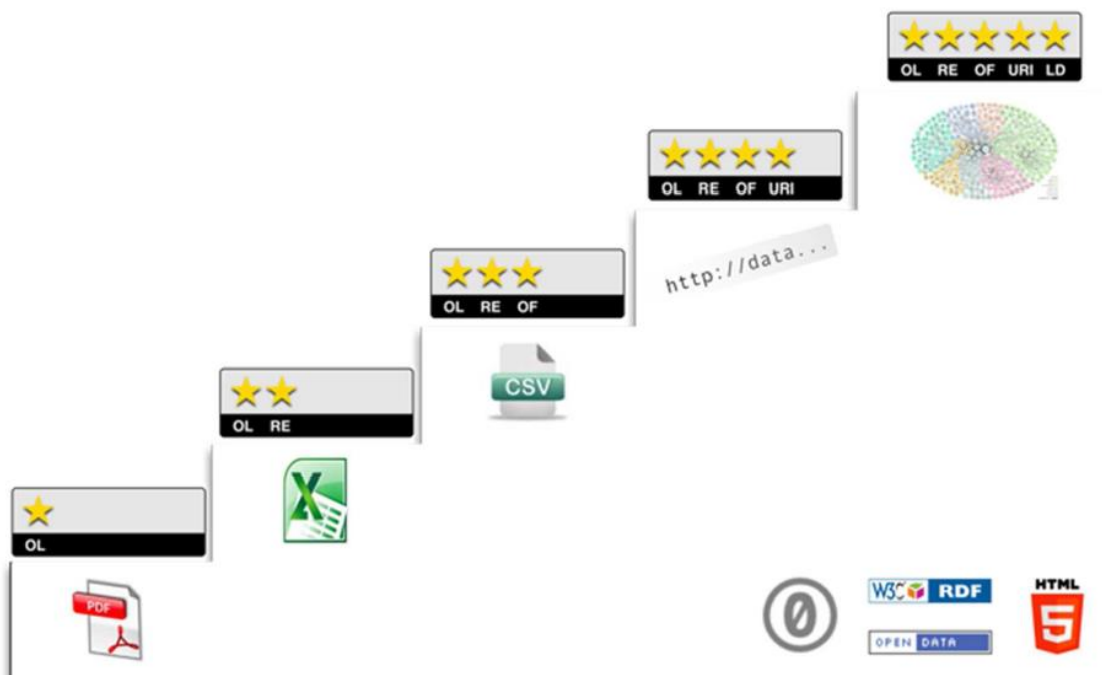 OL RE OF URI LD
OL RE OF URI
http://data...
OL RE OF
CSV
OL RE
X
OL
PDF
0
W3C RDF
OPEN DATA
HTML
5